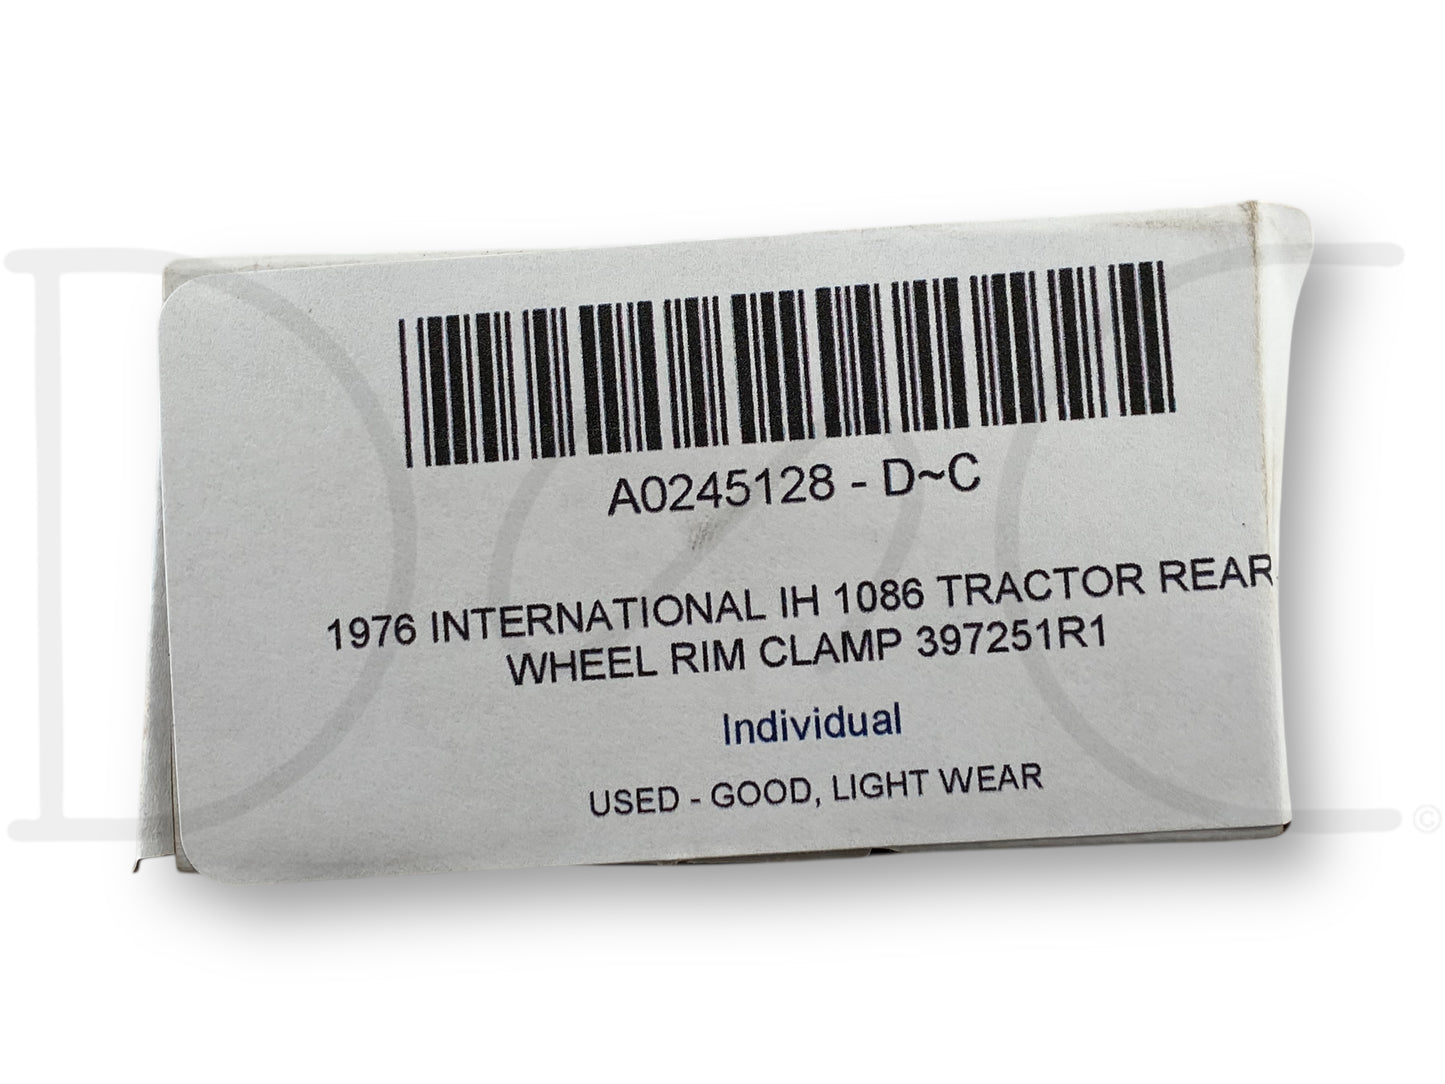 A0245128 - D~C
1976 INTERNATIONAL IH 1086 TRACTOR REAR
WHEEL RIM CLAMP 397251R1
Individual
USED - GOOD, LIGHT WEAR
D~C ©